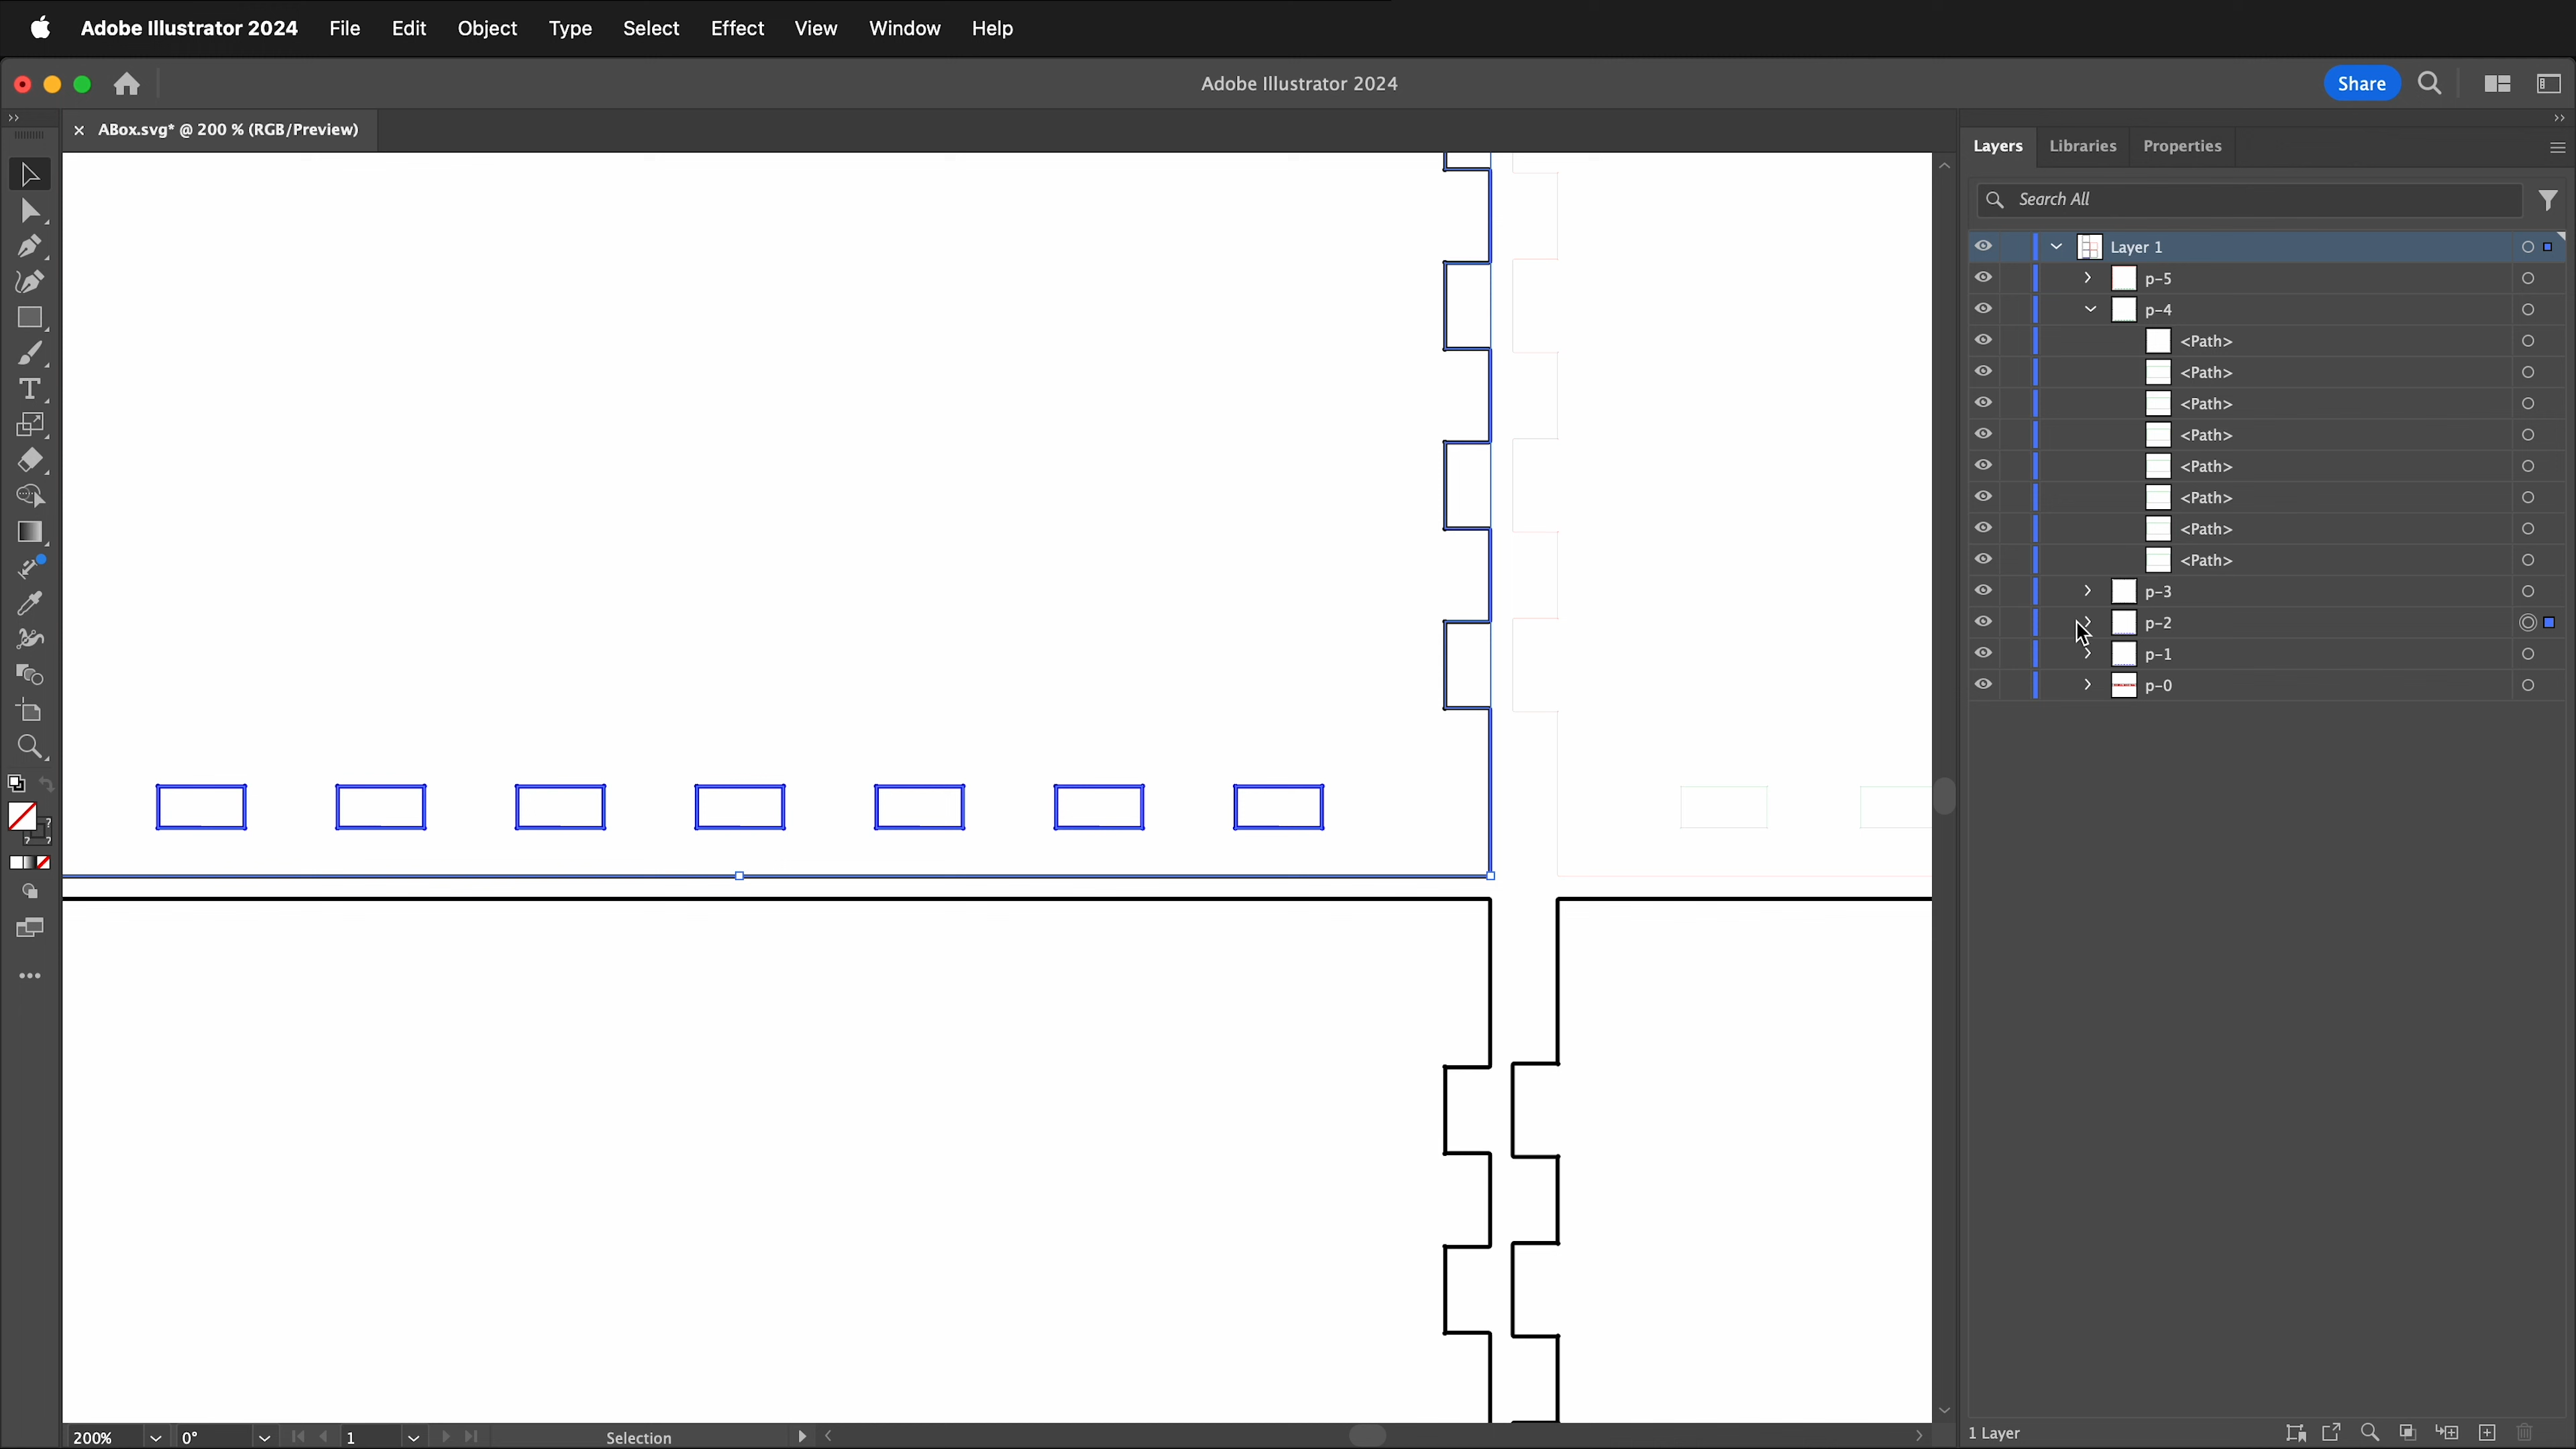 Adobe Illustrator 2024 File Edit Object Type Select Effect View Window Help
Adobe Illustrator 2024
Share
ABox.svg* @ 200 % (RGB/Preview)
Layers Libraries Properties
Search All
Layer 1
p-5
p-4
<Path>
<Path>
<Path>
<Path>
<Path>
<Path>
<Path>
<Path>
p-3
p-2
p-1
p-0
? 
? ?
200% 0° 1 Selection
1 Layer